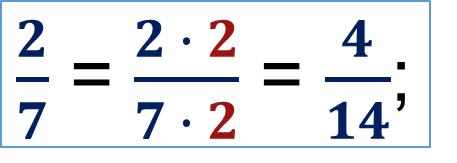 2/7 = 2 · 2/7 · 2 = 4/14;